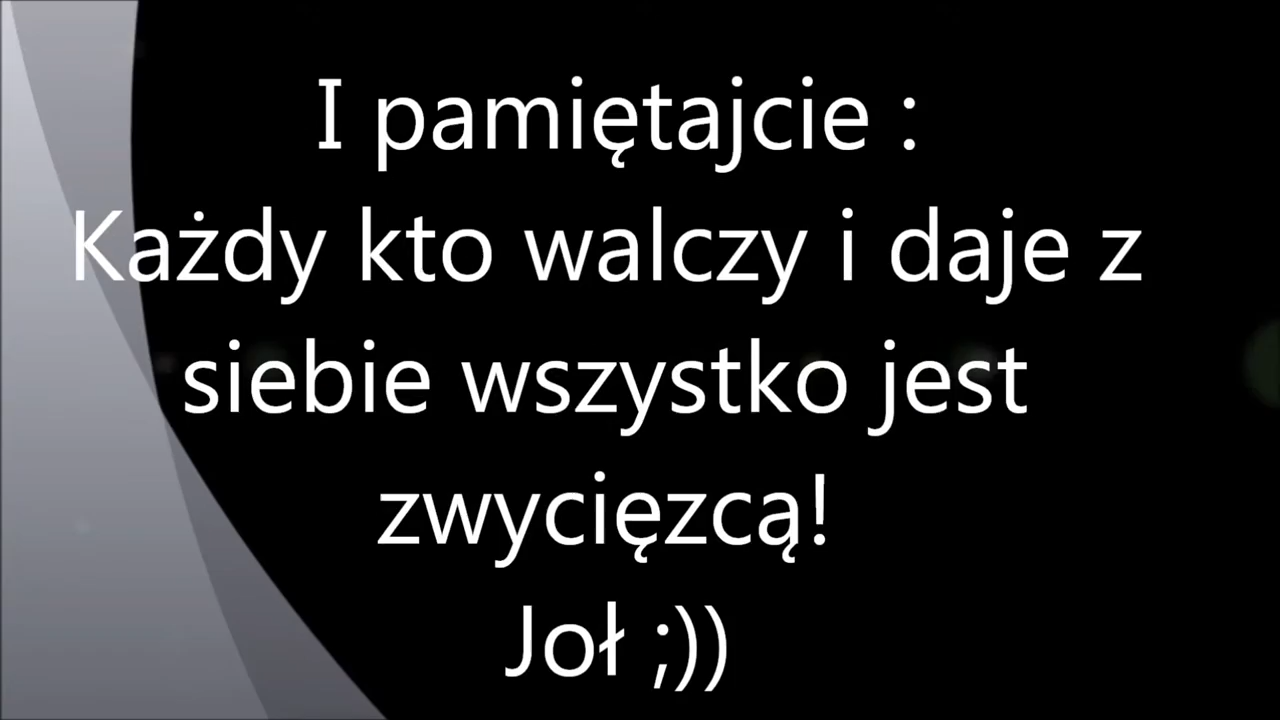 I pamiętajcie :
Każdy kto walczy i daje z
siebie wszystko jest
zwycięzcą!
Joł ;))